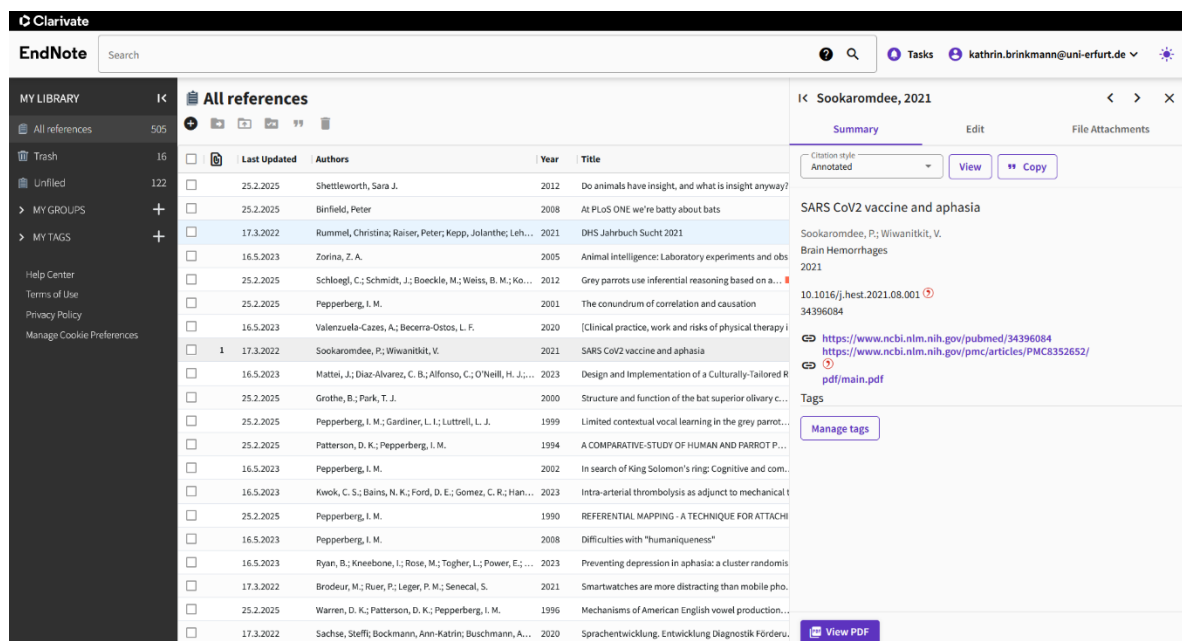 Clarivate
EndNote
Search
Tasks
kathrin.brinkmann@uni-erfurt.de
MY LIBRARY
All references 505
Trash 16
Unfiled 122
MY GROUPS
MY TAGS
Help Center
Terms of Use
Privacy Policy
Manage Cookie Preferences
All references
Last Updated Authors Year Title
25.2.2025 Shettleworth, Sara J. 2012 Do animals have insight, and what is insight anyway?
25.2.2025 Binfield, Peter 2008 At PLoS ONE we're batty about bats
17.3.2022 Rummel, Christina; Raiser, Peter; Kepp, Jolanthe; Leh... 2021 DHS Jahrbuch Sucht 2021
16.5.2023 Zorina, Z. A. 2005 Animal intelligence: Laboratory experiments and obs
25.2.2025 Schloegl, C.; Schmidt, J.; Boeckle, M.; Weiss, B. M.; Ko... 2012 Grey parrots use inferential reasoning based on a...
25.2.2025 Pepperberg, I. M. 2001 The conundrum of correlation and causation
16.5.2023 Valenzuela-Cazes, A.; Becerra-Ostos, L. F. 2020 [Clinical practice, work and risks of physical therapy i
1 17.3.2022 Sookaromdee, P.; Wiwanitkit, V. 2021 SARS CoV2 vaccine and aphasia
16.5.2023 Mattei, J.; Diaz-Alvarez, C. B.; Alfonso, C.; O'Neill, H. J.;... 2023 Design and Implementation of a Culturally-Tailored R
25.2.2025 Grothe, B.; Park, T. J. 2000 Structure and function of the bat superior olivary c...
25.2.2025 Pepperberg, I. M.; Gardiner, L. I.; Luttrell, L. J. 1999 Limited contextual vocal learning in the grey parrot...
25.2.2025 Patterson, D. K.; Pepperberg, I. M. 1994 A COMPARATIVE-STUDY OF HUMAN AND PARROT P...
16.5.2023 Pepperberg, I. M. 2002 In search of King Solomon's ring: Cognitive and com...
16.5.2023 Kwok, C. S.; Bains, N. K.; Ford, D. E.; Gomez, C. R.; Han... 2023 Intra-arterial thrombolysis as adjunct to mechanical t
25.2.2025 Pepperberg, I. M. 1990 REFERENTIAL MAPPING - A TECHNIQUE FOR ATTACHI
16.5.2023 Pepperberg, I. M. 2008 Difficulties with "humaniqueness"
16.5.2023 Ryan, B.; Kneebone, I.; Rose, M.; Togher, L.; Power, E.; ... 2023 Preventing depression in aphasia: a cluster randomis
17.3.2022 Brodeur, M.; Ruer, P.; Leger, P. M.; Senecal, S. 2021 Smartwatches are more distracting than mobile pho...
25.2.2025 Warren, D. K.; Patterson, D. K.; Pepperberg, I. M. 1996 Mechanisms of American English vowel production...
17.3.2022 Sachse, Steffi; Bockmann, Ann-Katrin; Buschmann, A... 2020 Sprachentwicklung. Entwicklung Diagnostik Förderu.
Sookaromdee, 2021
Summary Edit File Attachments
Citation style
Annotated
View
Copy
SARS CoV2 vaccine and aphasia
Sookaromdee, P.; Wiwanitkit, V.
Brain Hemorrhages
2021
10.1016/j.hest.2021.08.001
34396084
https://www.ncbi.nlm.nih.gov/pubmed/34396084
https://www.ncbi.nlm.nih.gov/pmc/articles/PMC8352652/
pdf/main.pdf
Tags
Manage tags
View PDF